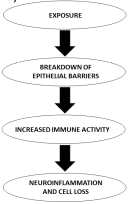 EXPOSURE
BREAKDOWN OF
EPITHELIAL BARRIERS
INCREASED IMMUNE ACTIVITY
NEUROINFLAMMATION
AND CELL LOSS